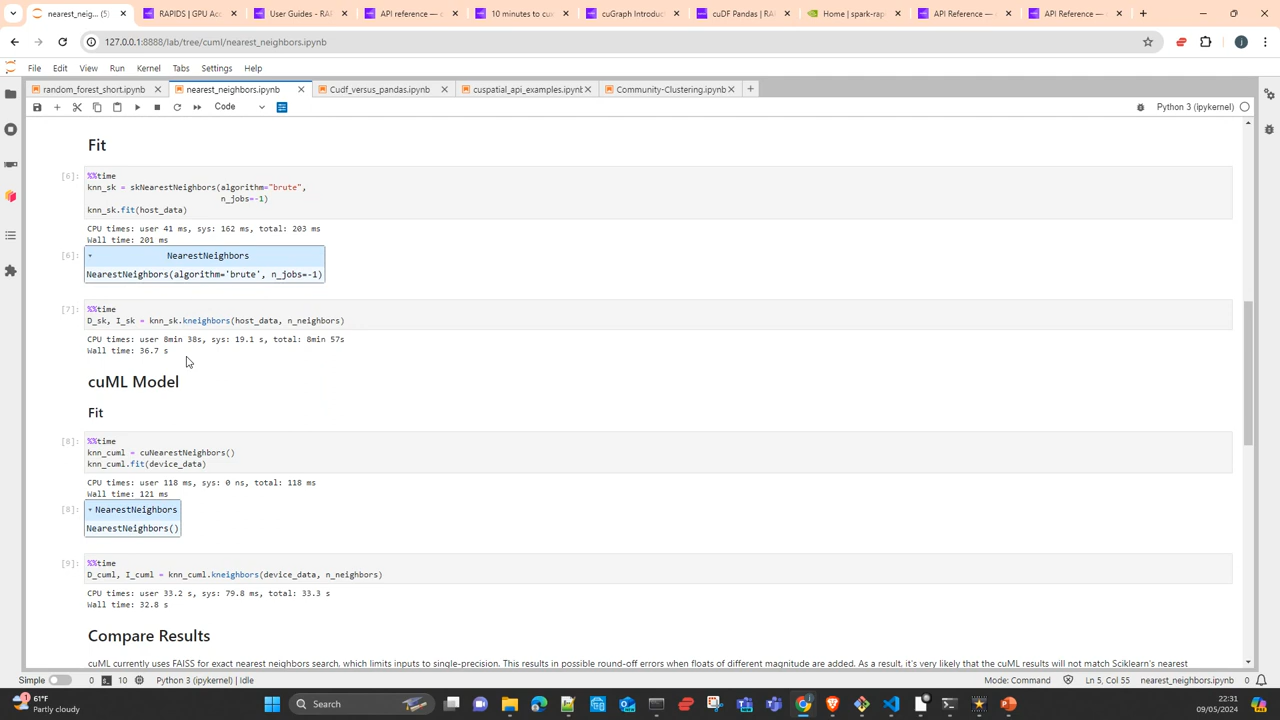 nearest_neig... (5)
RAPIDS | GPU Ac
User Guides - RA
API reference — c
10 minutes to cu
cuGraph Introduc
cuDF Pandas | RA
Home | spark-rap
API Reference —
API Reference —
127.0.0.1:8888/lab/tree/cuml/nearest_neighbors.ipynb
File Edit View Run Kernel Tabs Settings Help
random_forest_short.ipynb
nearest_neighbors.ipynb
Cudf_versus_pandas.ipynb
cuspatial_api_examples.ipynt
Community-Clustering.ipynb
Code
Python 3 (ipykernel)
Fit
[6]:
%%time
knn_sk = skNearestNeighbors(algorithm="brute",
n_jobs=-1)
knn_sk.fit(host_data)
CPU times: user 41 ms, sys: 162 ms, total: 203 ms
Wall time: 201 ms
[6]:
NearestNeighbors
NearestNeighbors(algorithm='brute', n_jobs=-1)
[7]:
%%time
D_sk, I_sk = knn_sk.kneighbors(host_data, n_neighbors)
CPU times: user 8min 38s, sys: 19.1 s, total: 8min 57s
Wall time: 36.7 s
cuML Model
Fit
[8]:
%%time
knn_cuml = cuNearestNeighbors()
knn_cuml.fit(device_data)
CPU times: user 118 ms, sys: 0 ns, total: 118 ms
Wall time: 121 ms
[8]:
NearestNeighbors
NearestNeighbors()
[9]:
%%time
D_cuml, I_cuml = knn_cuml.kneighbors(device_data, n_neighbors)
CPU times: user 33.2 s, sys: 79.8 ms, total: 33.3 s
Wall time: 32.8 s
Compare Results
cuML currently uses FAISS for exact nearest neighbors search, which limits inputs to single-precision. This results in possible round-off errors when floats of different magnitude are added. As a result, it's very likely that the cuML results will not match Sciklearn's nearest
Simple 0 10 Python 3 (ipykernel) | Idle
Mode: Command Ln 5, Col 55 nearest_neighbors.ipynb 0
61°F
Partly cloudy
Search
22:31
09/05/2024